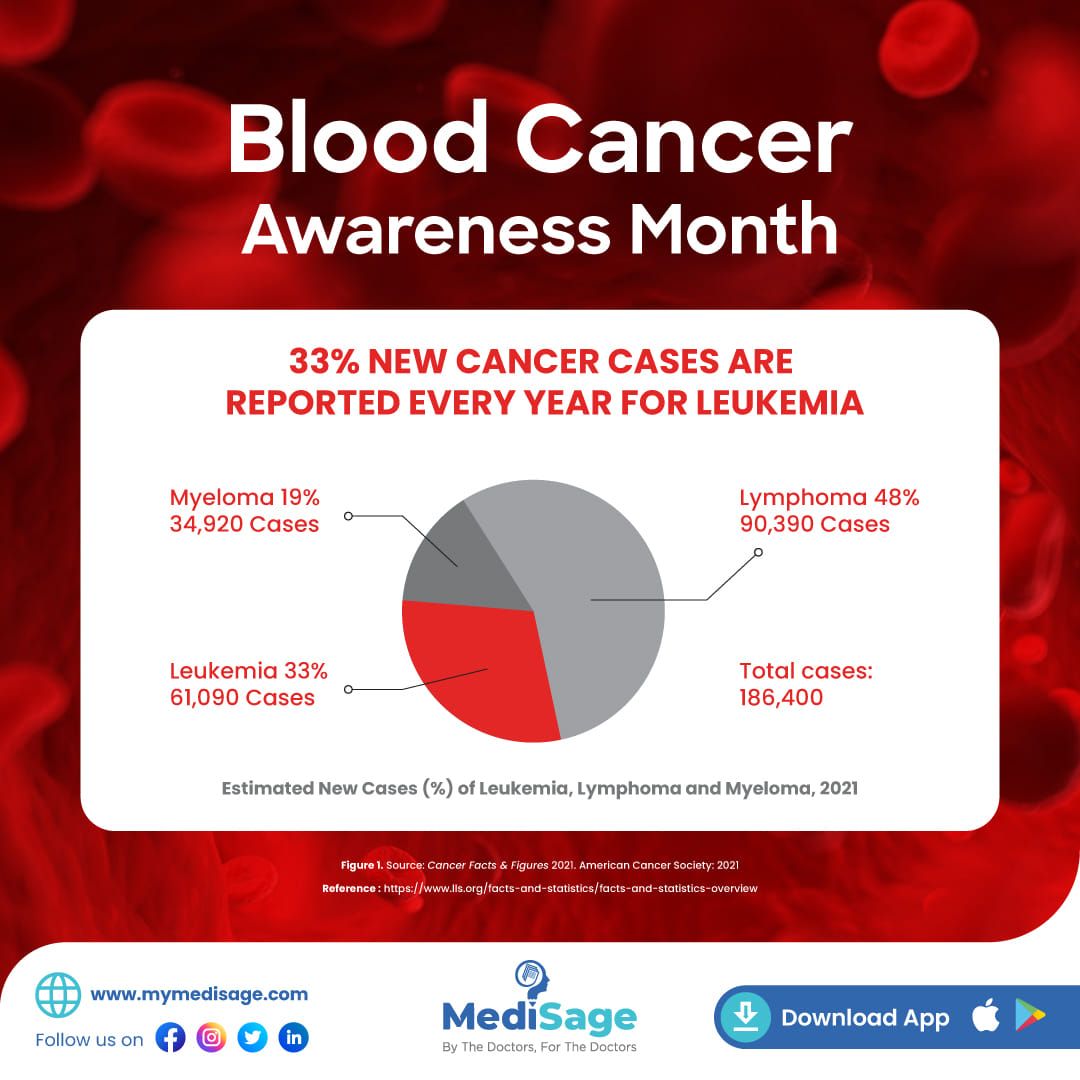 Blood Cancer
Awareness Month
33% NEW CANCER CASES ARE
REPORTED EVERY YEAR FOR LEUKEMIA
Myeloma 19%
34,920 Cases
Lymphoma 48%
90,390 Cases
Leukemia 33%
61,090 Cases
Total cases:
186,400
Estimated New Cases (%) of Leukemia, Lymphoma and Myeloma, 2021
Figure 1. Source: Cancer Facts & Figures 2021. American Cancer Society: 2021
Reference : https://www.lls.org/facts-and-statistics/facts-and-statistics-overview
www.mymedisage.com
Follow us on
MediSage
By The Doctors, For The Doctors
Download App